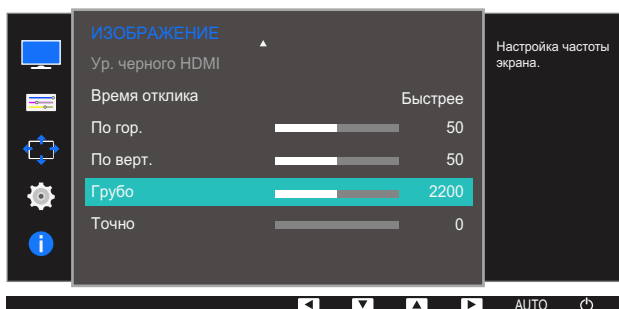 ИЗОБРАЖЕНИЕ
Ур. черного HDMI
Время отклика Быстрее
По гор. 50
По верт. 50
Грубо 2200
Точно 0
Настройка частоты
экрана.
AUTO